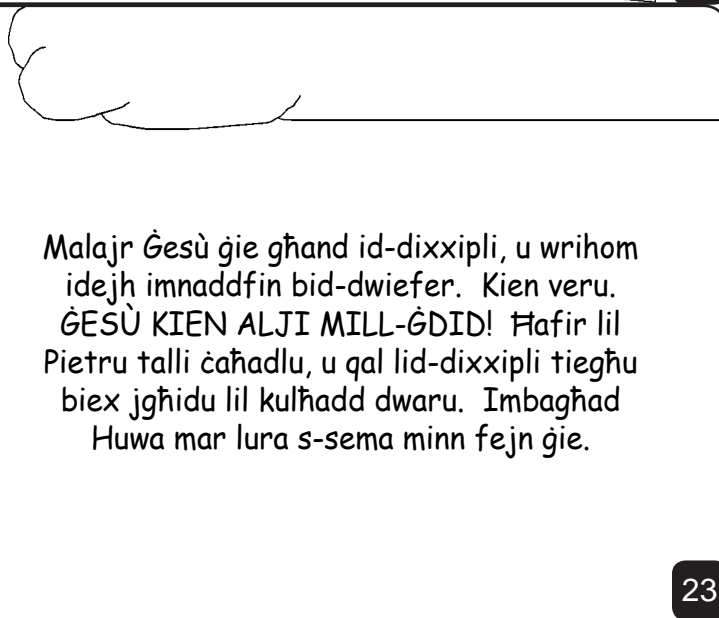 Malajr Ġesù ġie għand id-dixxipli, u wrihom
idejh imnaddfin bid-dwiefer. Kien veru.
ĠESÙ KIEN ALJI MILL-ĠDID! Ħafir lil
Pietru talli ċaħadlu, u qal lid-dixxipli tiegħu
biex jgħidu lil kulħadd dwaru. Imbagħad
Huwa mar lura s-sema minn fejn ġie.
23